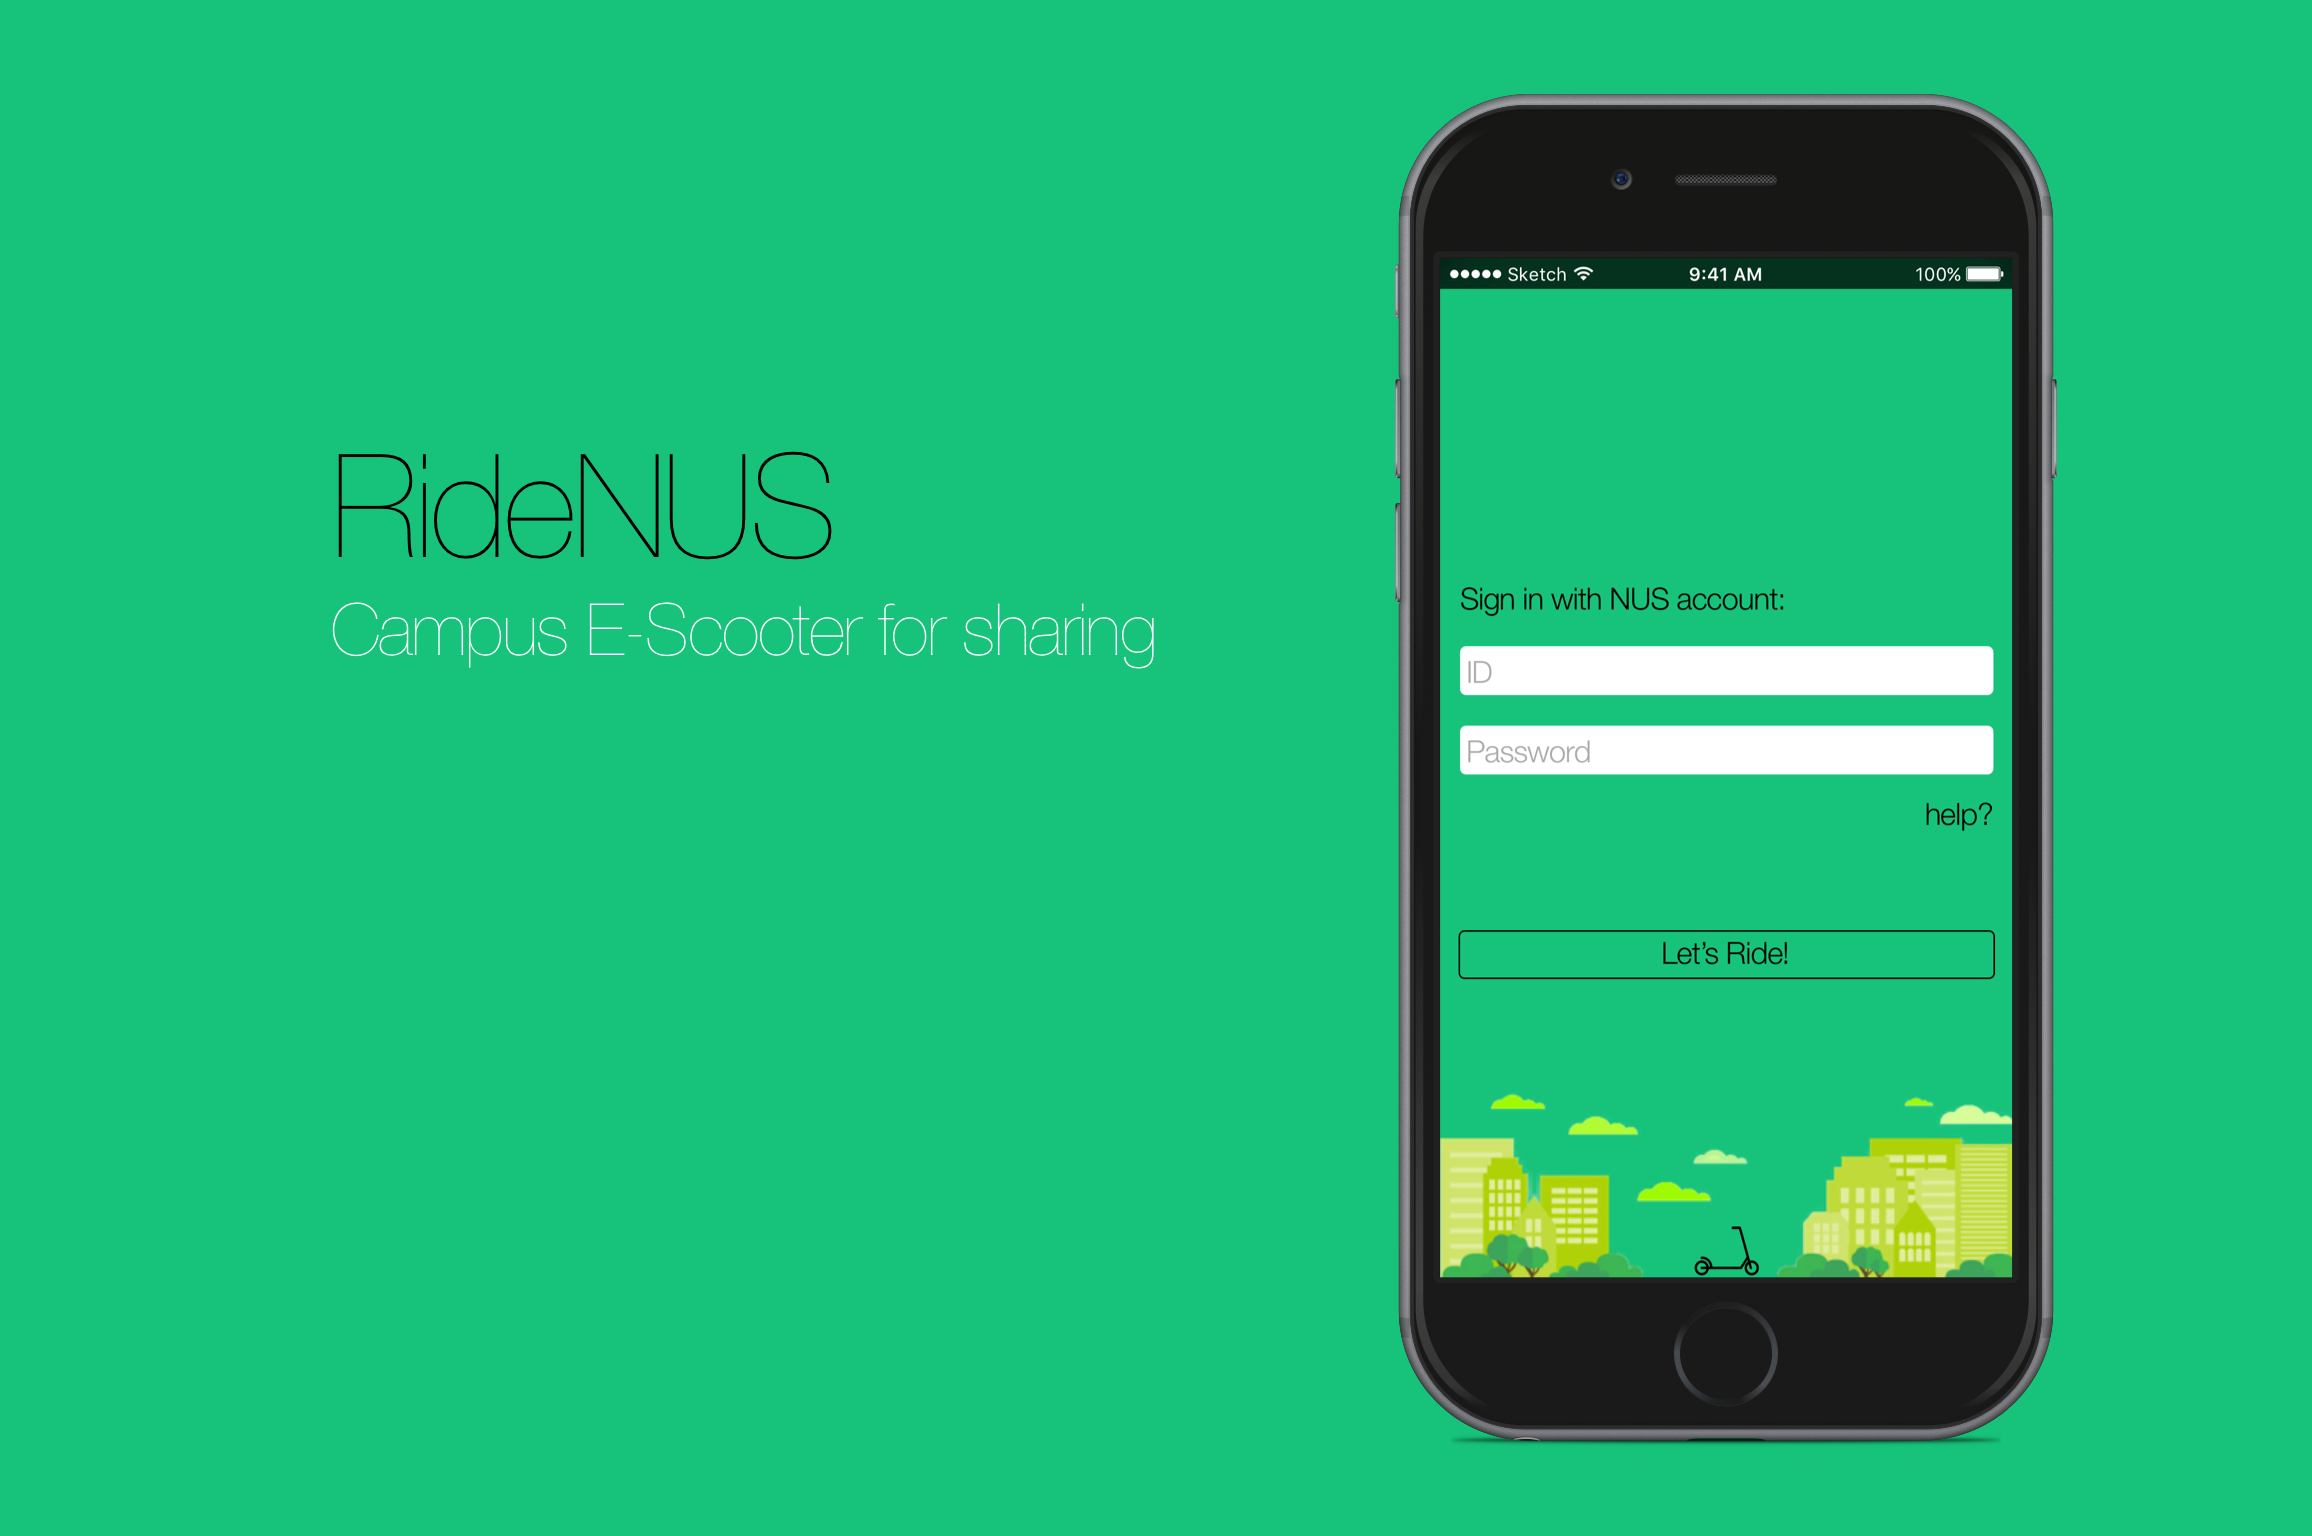 RideNUS
Campus E-Scooter for sharing
Sketch 9:41 AM 100%
Sign in with NUS account:
ID
Password
help?
Let's Ride!